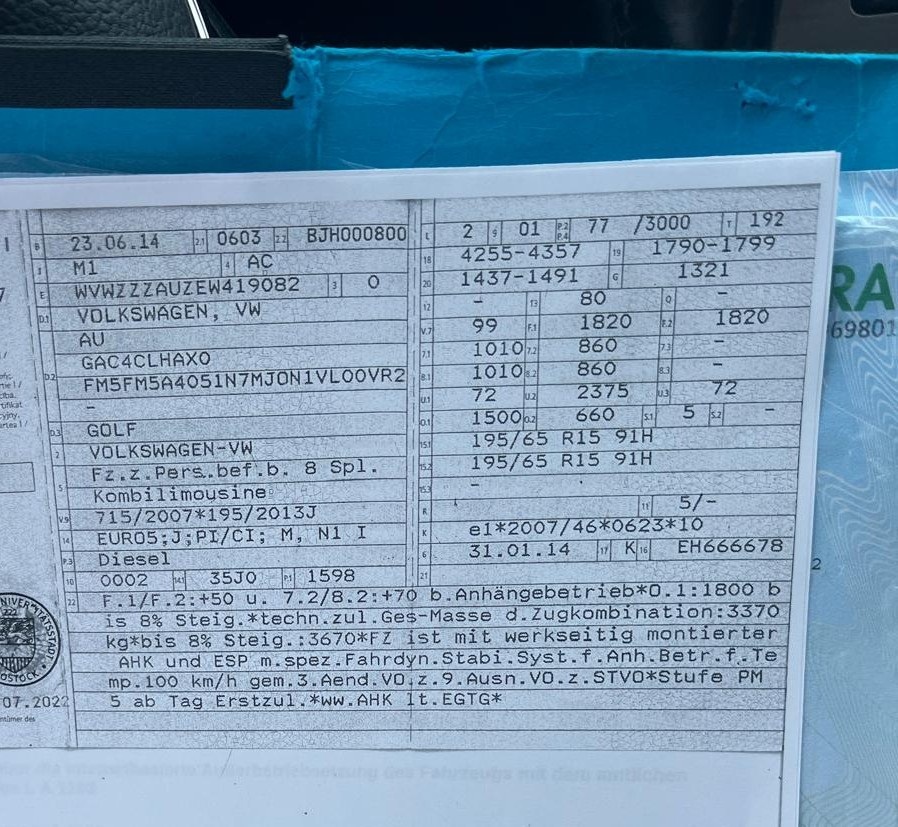 B 23.06.14 2.1 0603 2.2 BJH000800
J M1 4 AC
E WVWZZZAUZEW419082 3 0
D.1 VOLKSWAGEN, VW
AU
D.2 GAC4CLHAX0
FM5FM5A4051N7MJON1VL00VR2
-
D.3 GOLF
2 VOLKSWAGEN-VW
Fz.z.Pers.bef.b. 8 Spl.
5 Kombilimousine
V.9 715/2007*195/2013J
14 EURO5;J;PI/CI; M, N1 I
P.3 Diesel
10 0002 14.1 35J0 P.1 1598
L 2 9 01 P.2 P.4 77 /3000 T 192
18 4255-4357 19 1790-1799
20 1437-1491 G 1321
12 - 13 80 Q -
V.7 99 F.1 1820 F.2 1820
7.1 1010 7.2 860 7.3 -
8.1 1010 8.2 860 8.3 -
U.1 72 U.2 2375 U.3 72
O.1 1500 O.2 660 S.1 5 S.2 -
15.1 195/65 R15 91H
15.2 195/65 R15 91H
15.3 -
R 11 5/-
K e1*2007/46*0623*10
6 31.01.14 17 K 16 EH666678
21
22 F.1/F.2:+50 u. 7.2/8.2:+70 b.Anhängebetrieb*O.1:1800 b
is 8% Steig.*techn.zul.Ges-Masse d.Zugkombination:3370
kg*bis 8% Steig.:3670*FZ ist mit werkseitig montierter
AHK und ESP m.spez.Fahrdyn.Stabi.Syst.f.Anh.Betr.f.Te
mp.100 km/h gem.3.Aend.VO.z.9.Ausn.VO.z.STVO*Stufe PM
5 ab Tag Erstzul.*ww.AHK lt.EGTG*
07.2022
RA
69801
2